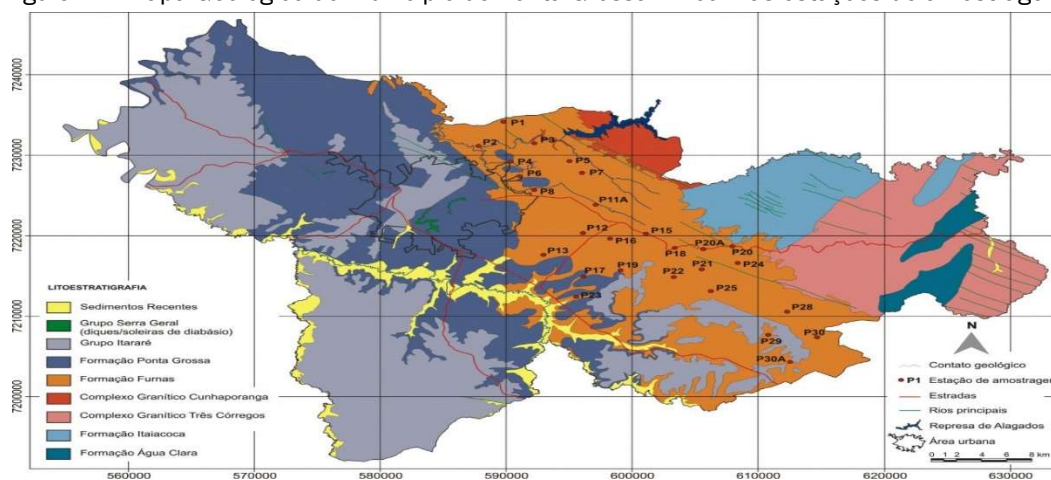 7240000
7230000
7220000
7210000
7200000
560000
570000
580000
590000
600000
610000
620000
630000
P1
P2
P3
P4
P5
P6
P7
P8
P11A
P12
P13
P15
P16
P17
P18
P19
P20A
P20
P21
P22
P23
P24
P25
P28
P29
P30
P30A
LITOESTRATIGRAFIA
Sedimentos Recentes
Grupo Serra Geral
(diques/soleiras de diabásio)
Grupo Itararé
Formação Ponta Grossa
Formação Furnas
Complexo Granítico Cunhaporanga
Complexo Granítico Três Córregos
Formação Itaiacoca
Formação Água Clara
N
Contato geológico
P1 Estação de amostragem
Estradas
Rios principais
Represa de Alagados
Área urbana
0 1 2 4 6 8 km